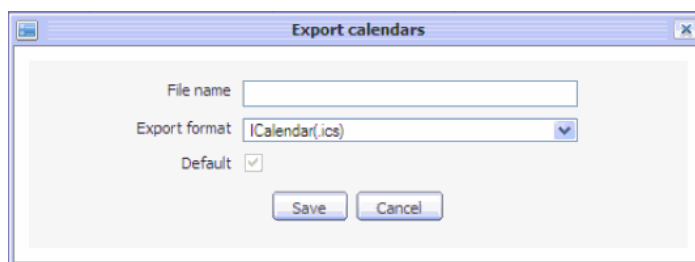 Export calendars
File name
Export format ICalendar(.ics)
Default
Save Cancel